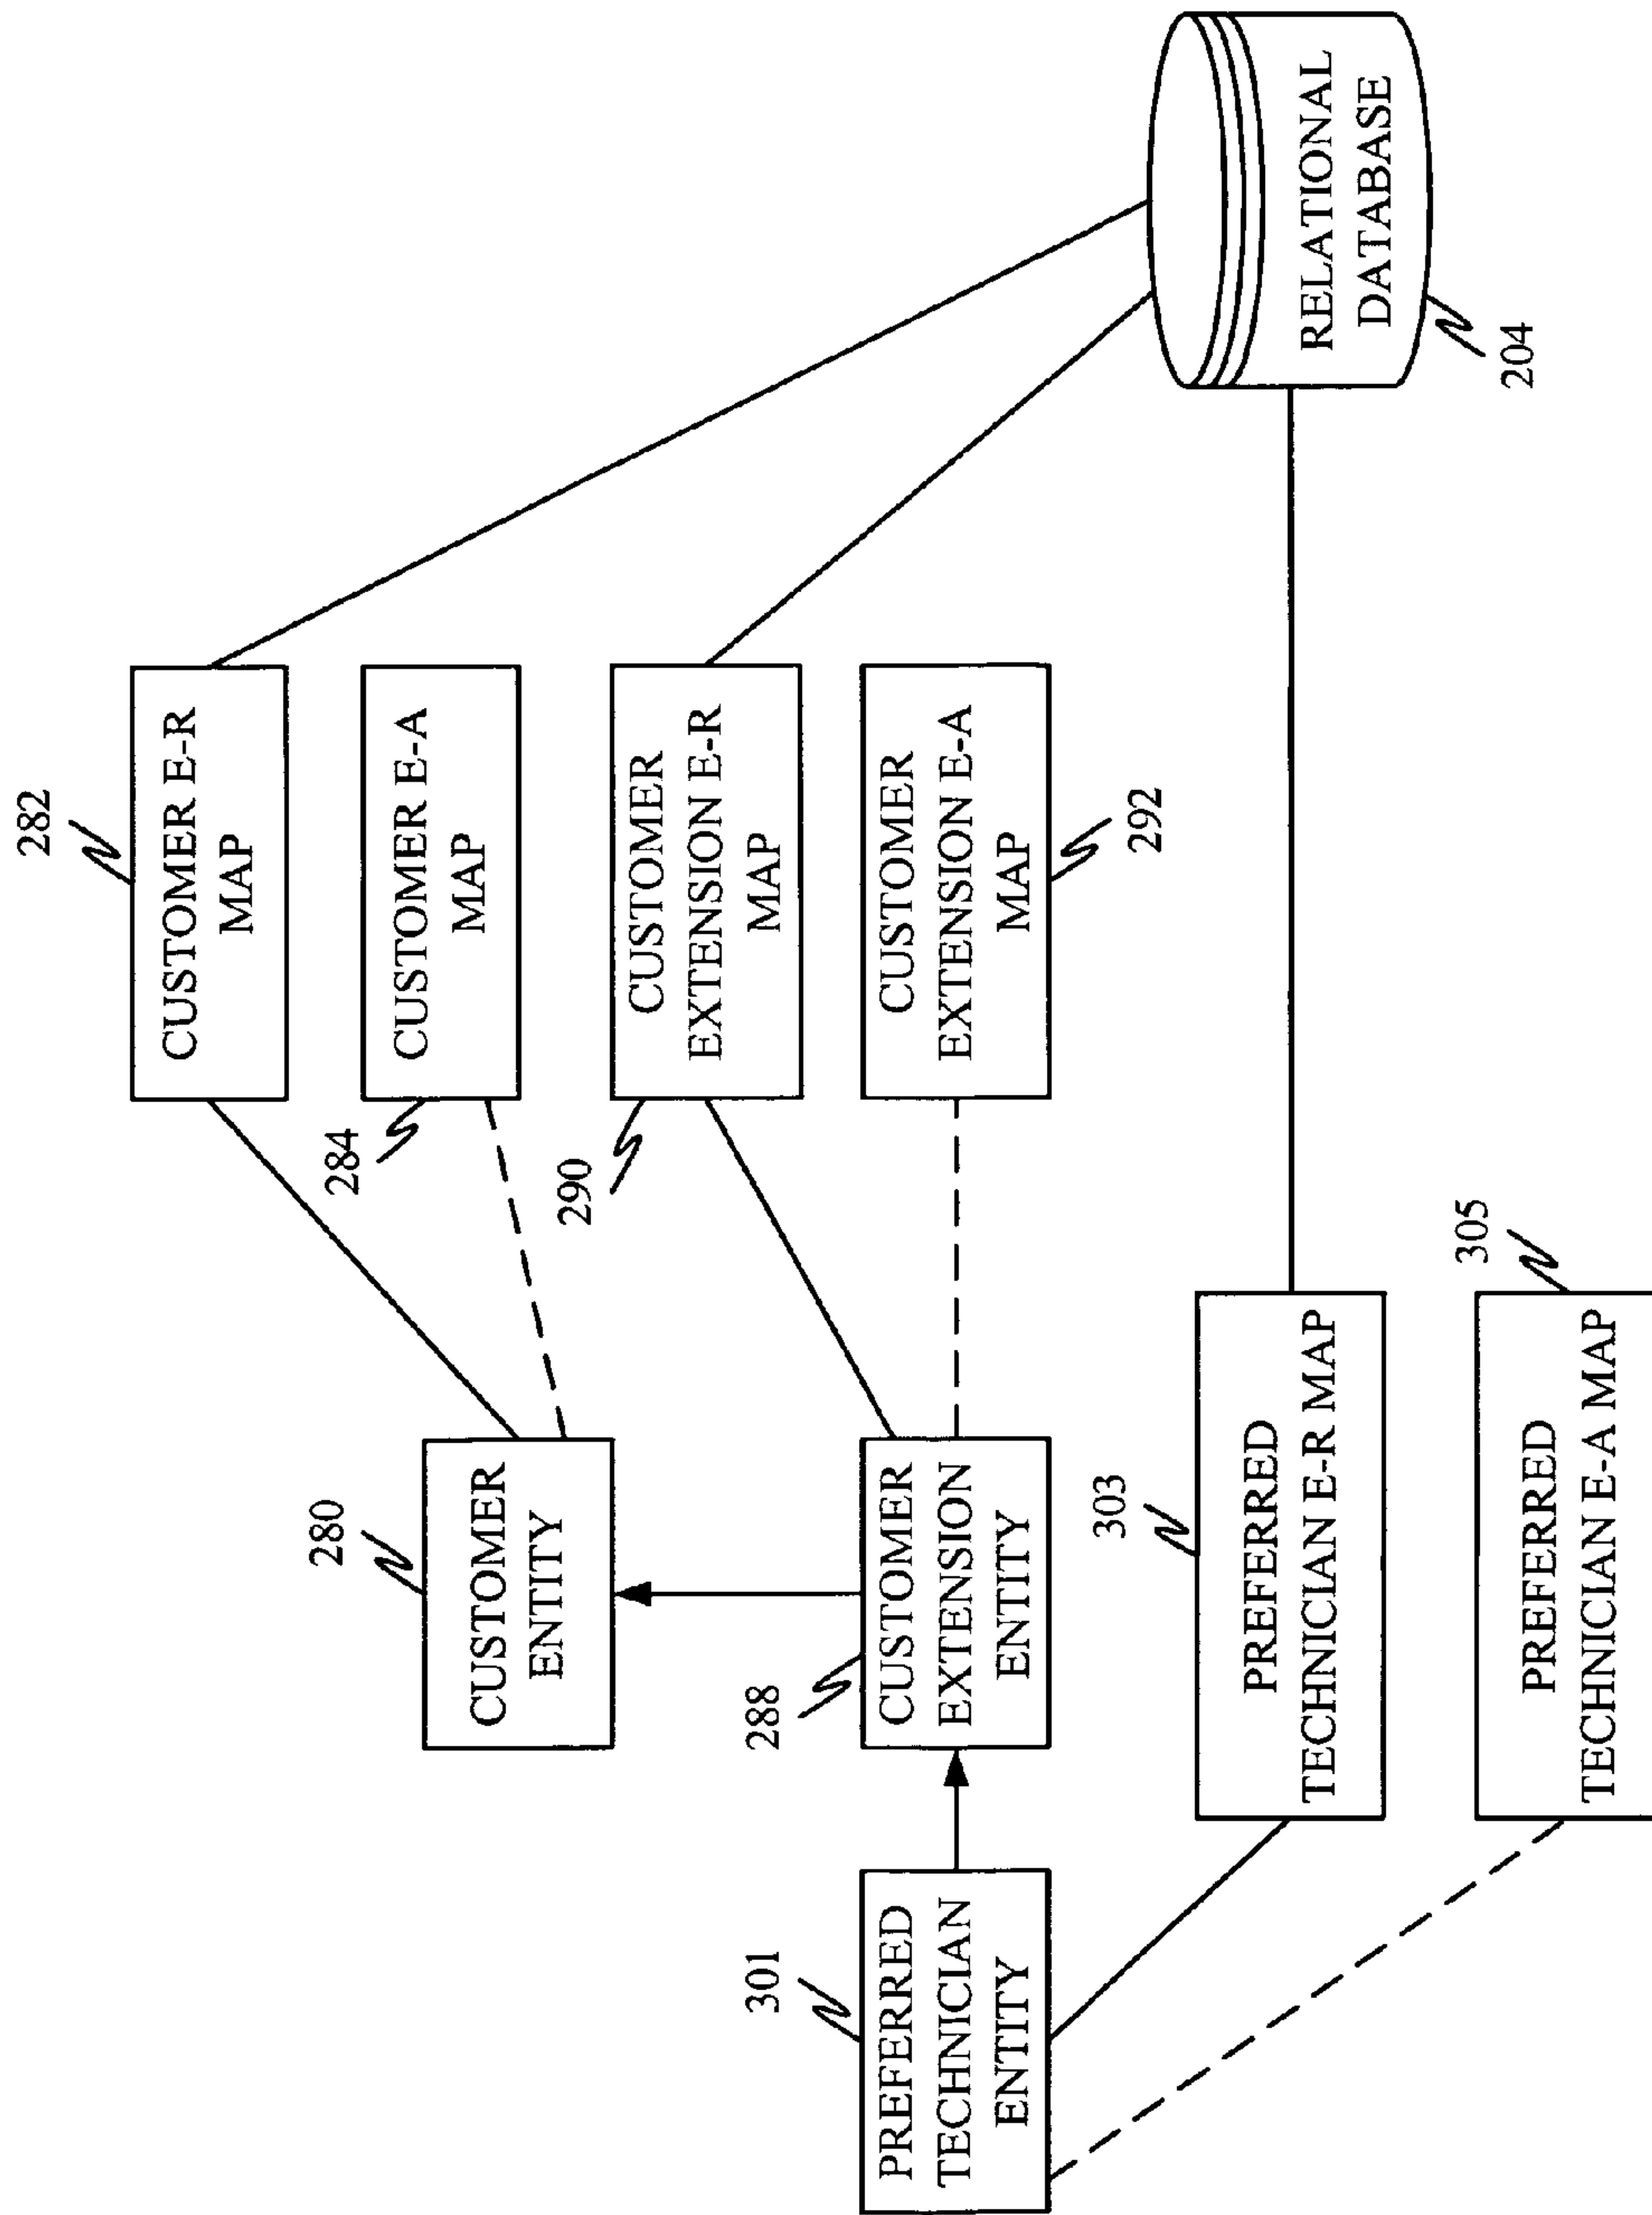 282
CUSTOMER E-R
MAP
284
CUSTOMER E-A
MAP
280
CUSTOMER
ENTITY
290
CUSTOMER
EXTENSION E-R
MAP
288
CUSTOMER
EXTENSION
ENTITY
CUSTOMER
EXTENSION E-A
MAP
292
301
PREFERRED
TECHNICIAN
ENTITY
303
PREFERRED
TECHNICIAN E-R MAP
RELATIONAL
DATABASE
204
305
PREFERRED
TECHNICIAN E-A MAP